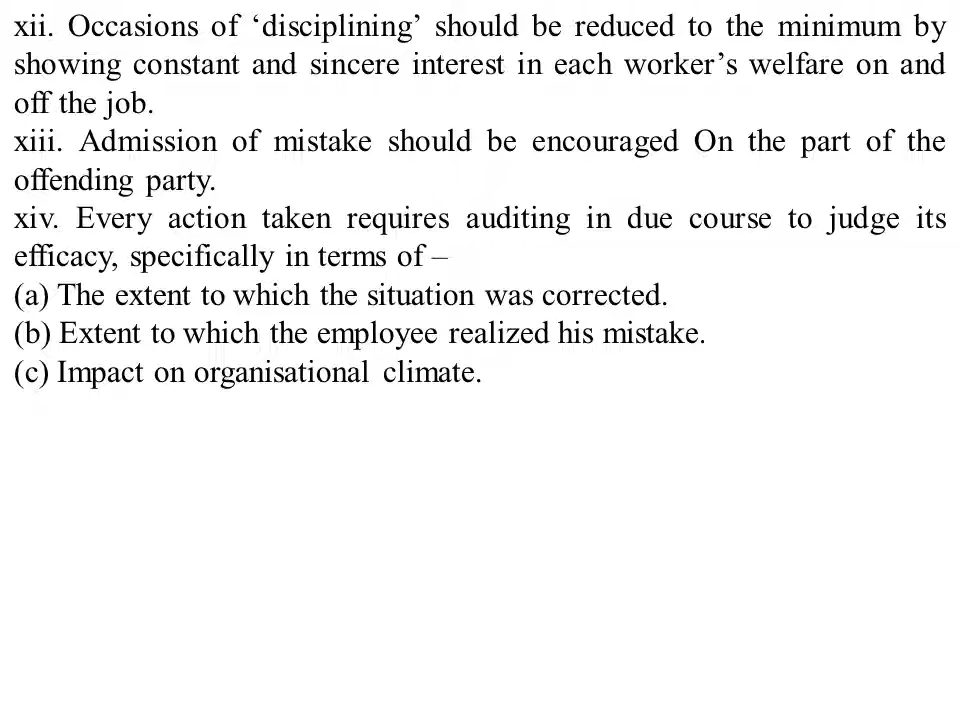 xii. Occasions of ‘disciplining’ should be reduced to the minimum by
showing constant and sincere interest in each worker’s welfare on and
off the job.
xiii. Admission of mistake should be encouraged On the part of the
offending party.
xiv. Every action taken requires auditing in due course to judge its
efficacy, specifically in terms of –
(a) The extent to which the situation was corrected.
(b) Extent to which the employee realized his mistake.
(c) Impact on organisational climate.